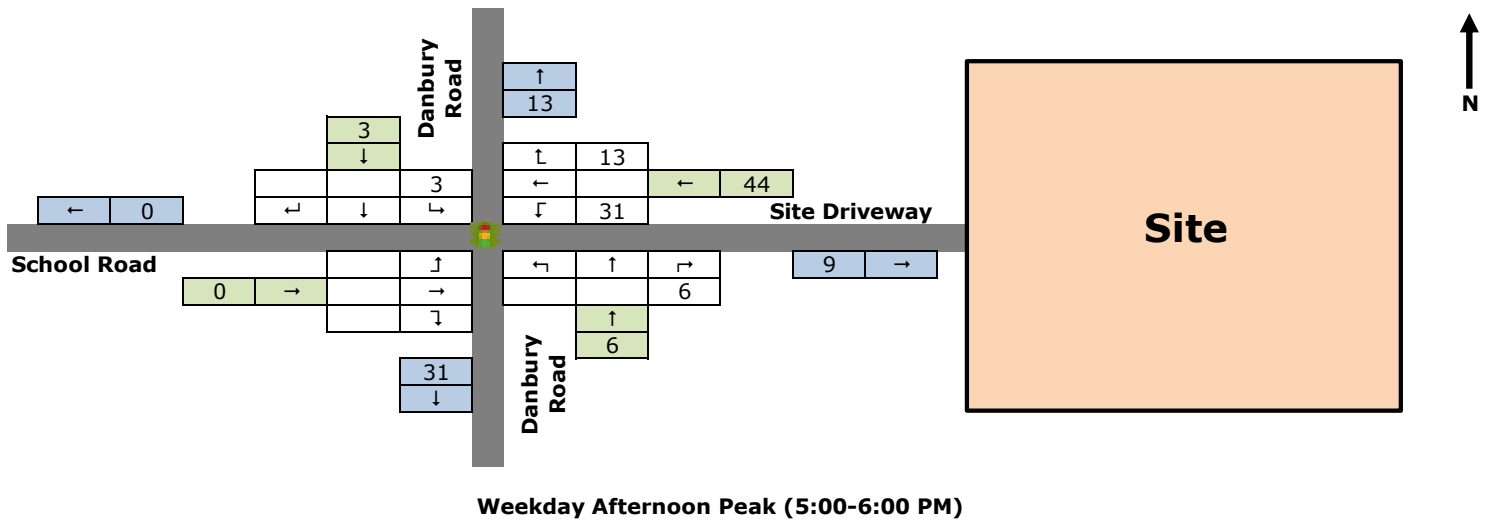 Danbury
Road
N
↑
13
3
↓
↰ 13
3
←
← 44
← 0
↵ ↓ ↳
↲ 31
Site Driveway
Site
School Road
↥
↰ ↑ ↱
9 →
0 →
→
6
↴
↑
6
31
↓
Danbury
Road
Weekday Afternoon Peak (5:00-6:00 PM)